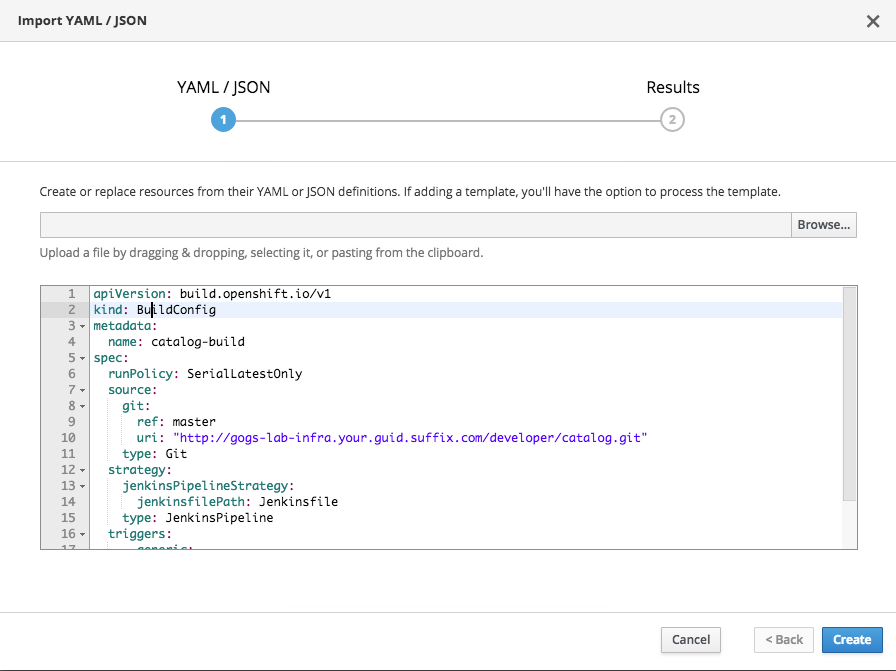 Import YAML / JSON
YAML / JSON
Results
1
2
Create or replace resources from their YAML or JSON definitions. If adding a template, you'll have the option to process the template.
Browse...
Upload a file by dragging & dropping, selecting it, or pasting from the clipboard.
1 apiVersion: build.openshift.io/v1
2 kind: BuildConfig
3 metadata:
4   name: catalog-build
5 spec:
6   runPolicy: SerialLatestOnly
7   source:
8     git:
9       ref: master
10       uri: "http://gogs-lab-infra.your.guid.suffix.com/developer/catalog.git"
11     type: Git
12   strategy:
13     jenkinsPipelineStrategy:
14       jenkinsfilePath: Jenkinsfile
15     type: JenkinsPipeline
16   triggers:
17     generic:
Cancel
< Back
Create